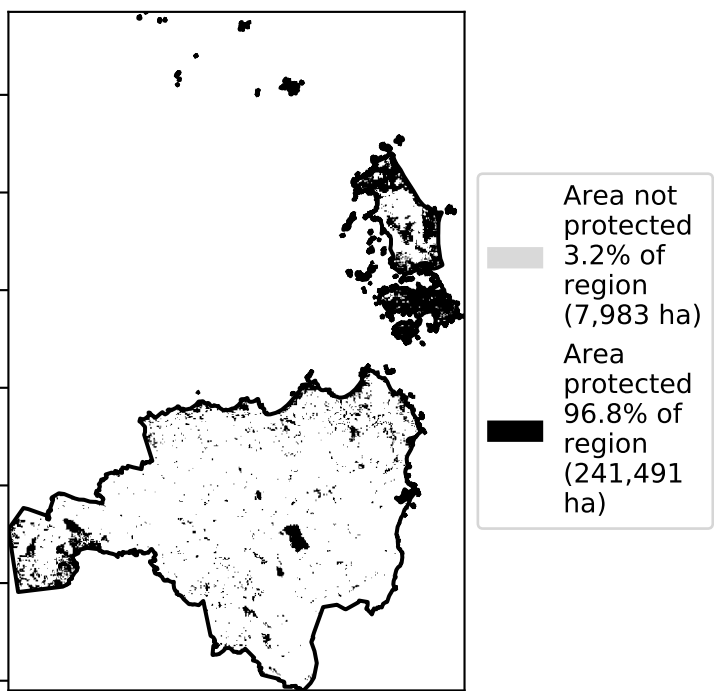 Area not
protected
3.2% of
region
(7,983 ha)
Area
protected
96.8% of
region
(241,491
ha)